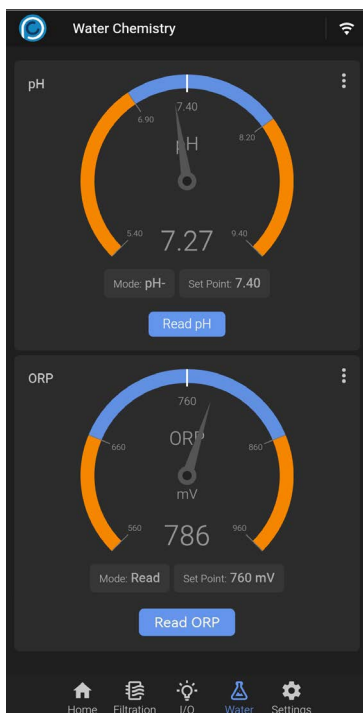 Water Chemistry
pH
7.40
6.90
8.20
pH
5.40
7.27
9.40
Mode: pH-
Set Point: 7.40
Read pH
ORP
760
660
ORP
860
mV
560
786
960
Mode: Read
Set Point: 760 mV
Read ORP
Home
Filtration
I/O
Water
Settings